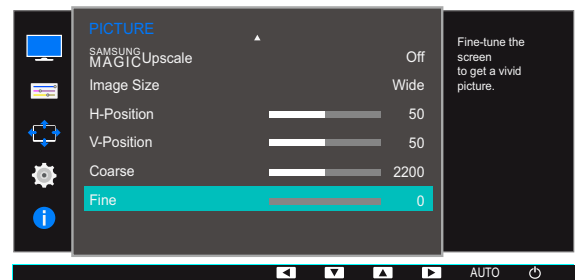 PICTURE
SAMSUNG
MAGIC Upscale Off
Image Size Wide
H-Position 50
V-Position 50
Coarse 2200
Fine 0
Fine-tune the
screen
to get a vivid
picture.
AUTO